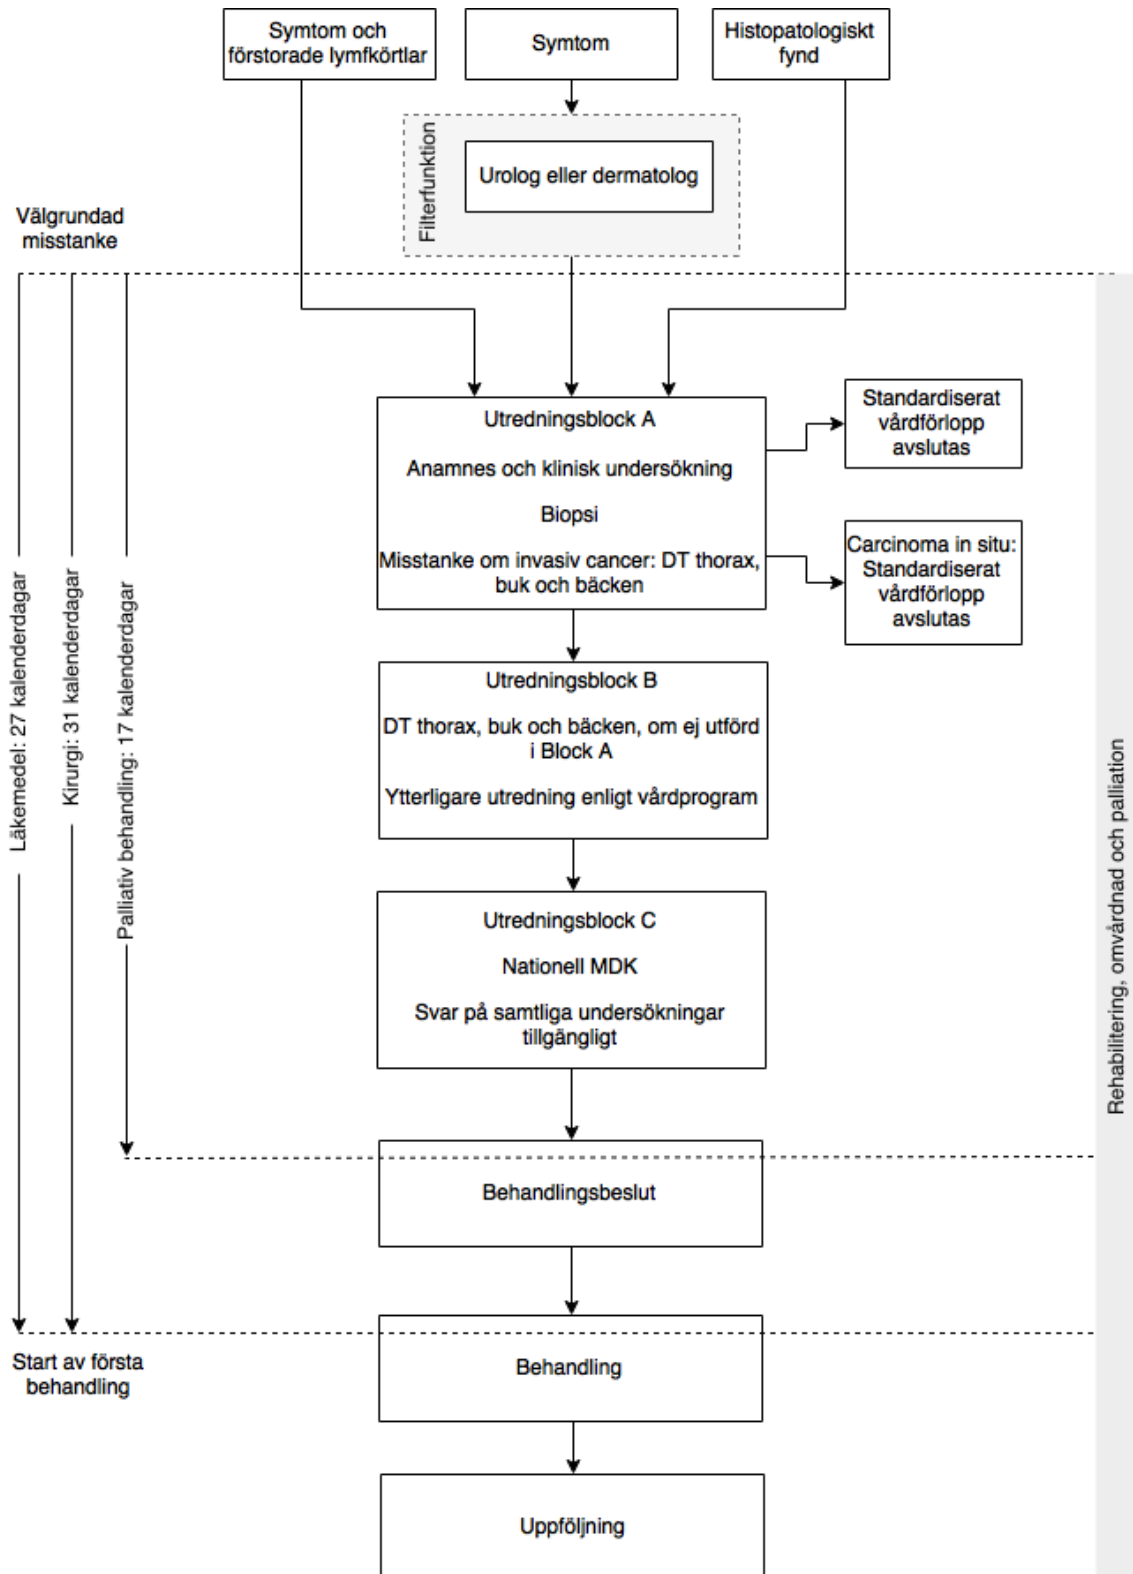 Symtom och
förstorade lymfkörtlar
Symtom
Histopatologiskt
fynd
Filterfunktion
Urolog eller dermatolog
Välgrundad
misstanke
Utredningsblock A
Anamnes och klinisk undersökning
Biopsi
Misstanke om invasiv cancer: DT thorax,
buk och bäcken
Standardiserat
vårdförlopp
avslutas
Carcinoma in situ:
Standardiserat
vårdförlopp
avslutas
Läkemedel: 27 kalenderdagar
Kirurgi: 31 kalenderdagar
Palliativ behandling: 17 kalenderdagar
Utredningsblock B
DT thorax, buk och bäcken, om ej utförd
i Block A
Ytterligare utredning enligt vårdprogram
Utredningsblock C
Nationell MDK
Svar på samtliga undersökningar
tillgängligt
Rehabilitering, omvårdnad och palliation
Behandlingsbeslut
Start av första
behandling
Behandling
Uppföljning